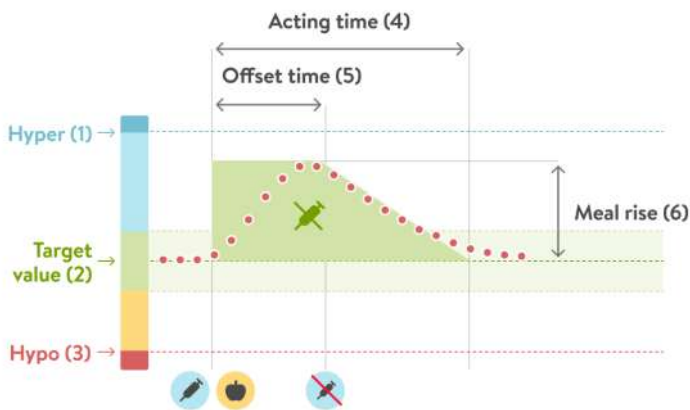 Acting time (4)
Offset time (5)
Hyper (1)
Meal rise (6)
Target
value (2)
Hypo (3)